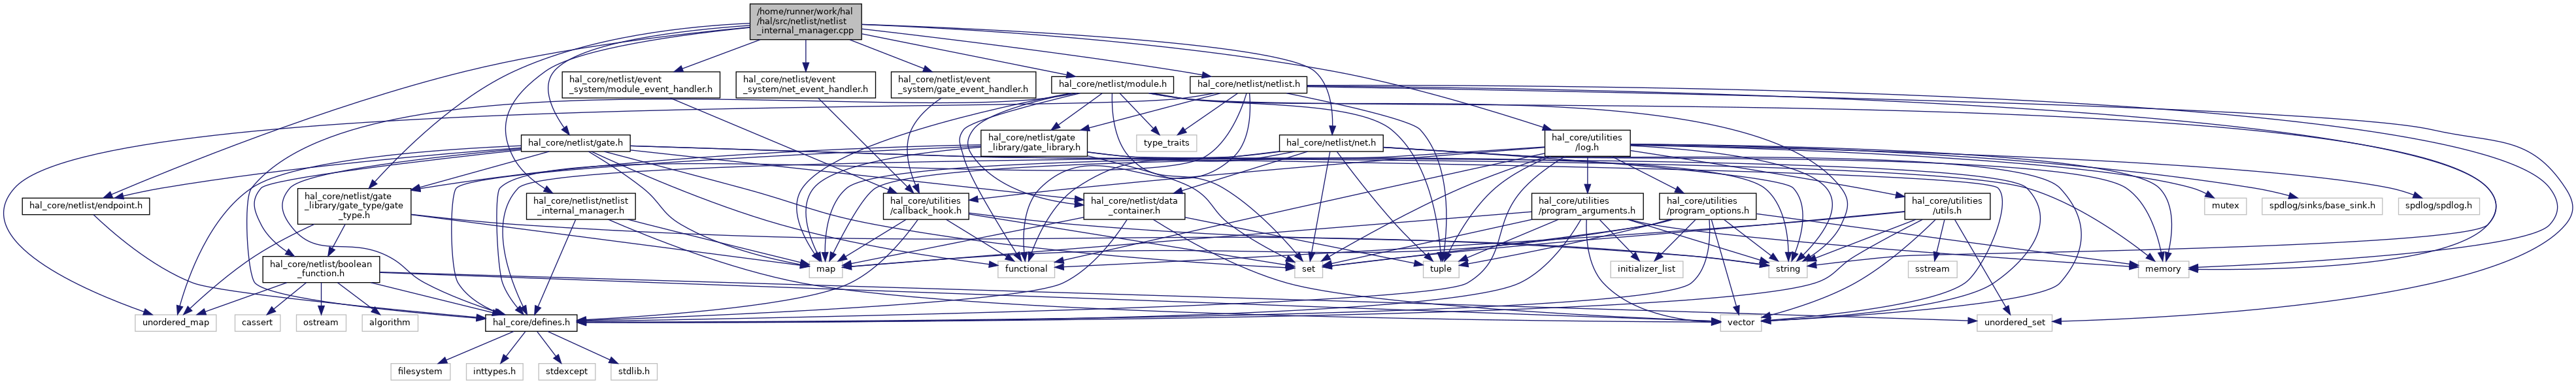 /home/runner/work/hal
/hal/src/netlist/netlist
_internal_manager.cpp
hal_core/netlist/event
_system/module_event_handler.h
hal_core/netlist/event
_system/net_event_handler.h
hal_core/netlist/event
_system/gate_event_handler.h
hal_core/netlist/module.h
hal_core/netlist/netlist.h
hal_core/netlist/gate.h
hal_core/netlist/gate
_library/gate_library.h
type_traits
hal_core/netlist/net.h
hal_core/utilities
/log.h
hal_core/netlist/endpoint.h
hal_core/netlist/gate
_library/gate_type/gate
_type.h
hal_core/netlist/netlist
_internal_manager.h
hal_core/utilities
/callback_hook.h
hal_core/netlist/data
_container.h
hal_core/utilities
/program_arguments.h
hal_core/utilities
/program_options.h
hal_core/utilities
/utils.h
mutex
spdlog/sinks/base_sink.h
spdlog/spdlog.h
hal_core/netlist/boolean
_function.h
map
functional
set
tuple
initializer_list
string
sstream
memory
unordered_map
cassert
ostream
algorithm
hal_core/defines.h
vector
unordered_set
filesystem
inttypes.h
stdexcept
stdlib.h